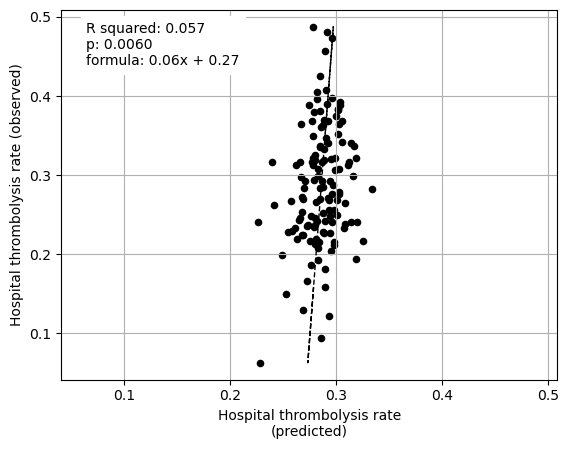 R squared: 0.057
p: 0.0060
formula: 0.06x + 0.27
0.5
0.4
0.3
0.2
0.1
Hospital thrombolysis rate (observed)
0.1
0.2
0.3
0.4
0.5
Hospital thrombolysis rate
(predicted)